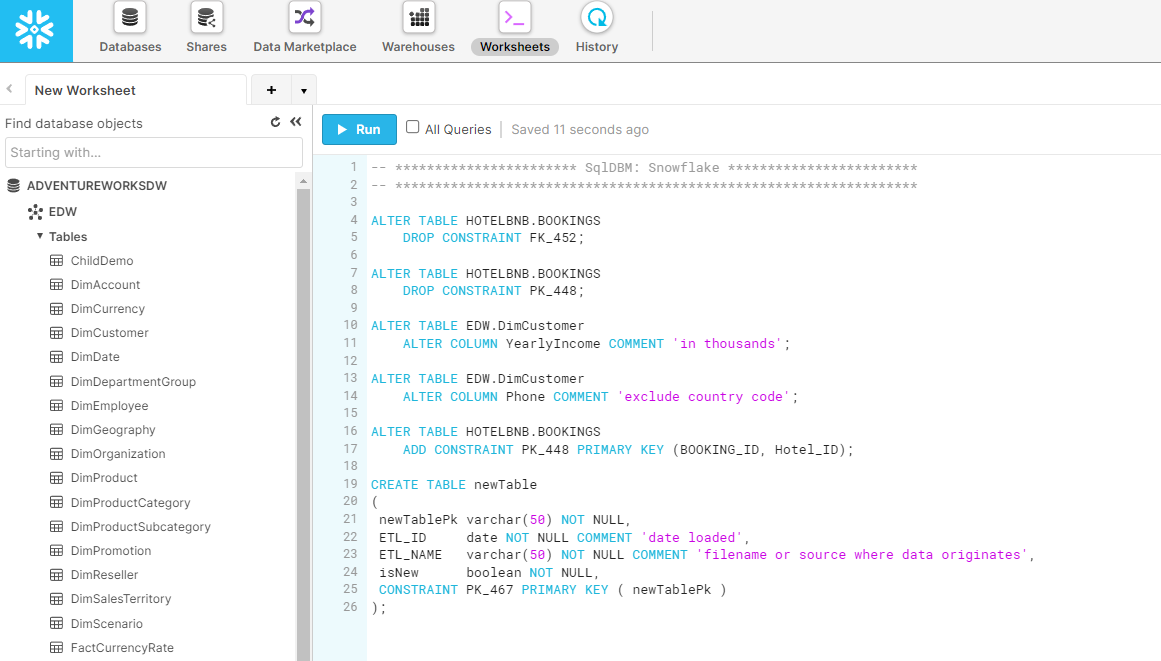 Databases
Shares
Data Marketplace
Warehouses
Worksheets
History
New Worksheet
Find database objects
Starting with...
ADVENTUREWORKSDW
EDW
Tables
ChildDemo
DimAccount
DimCurrency
DimCustomer
DimDate
DimDepartmentGroup
DimEmployee
DimGeography
DimOrganization
DimProduct
DimProductCategory
DimProductSubcategory
DimPromotion
DimReseller
DimSalesTerritory
DimScenario
FactCurrencyRate
Run
All Queries
Saved 11 seconds ago
1 -- *********************** SqlDBM: Snowflake ************************
2 -- ******************************************************************
3
4 ALTER TABLE HOTELBNB.BOOKINGS
5     DROP CONSTRAINT FK_452;
6
7 ALTER TABLE HOTELBNB.BOOKINGS
8     DROP CONSTRAINT PK_448;
9
10 ALTER TABLE EDW.DimCustomer
11     ALTER COLUMN YearlyIncome COMMENT 'in thousands';
12
13 ALTER TABLE EDW.DimCustomer
14     ALTER COLUMN Phone COMMENT 'exclude country code';
15
16 ALTER TABLE HOTELBNB.BOOKINGS
17     ADD CONSTRAINT PK_448 PRIMARY KEY (BOOKING_ID, Hotel_ID);
18
19 CREATE TABLE newTable
20 (
21  newTablePk varchar(50) NOT NULL,
22  ETL_ID     date NOT NULL COMMENT 'date loaded',
23  ETL_NAME   varchar(50) NOT NULL COMMENT 'filename or source where data originates',
24  isNew      boolean NOT NULL,
25  CONSTRAINT PK_467 PRIMARY KEY ( newTablePk )
26 );